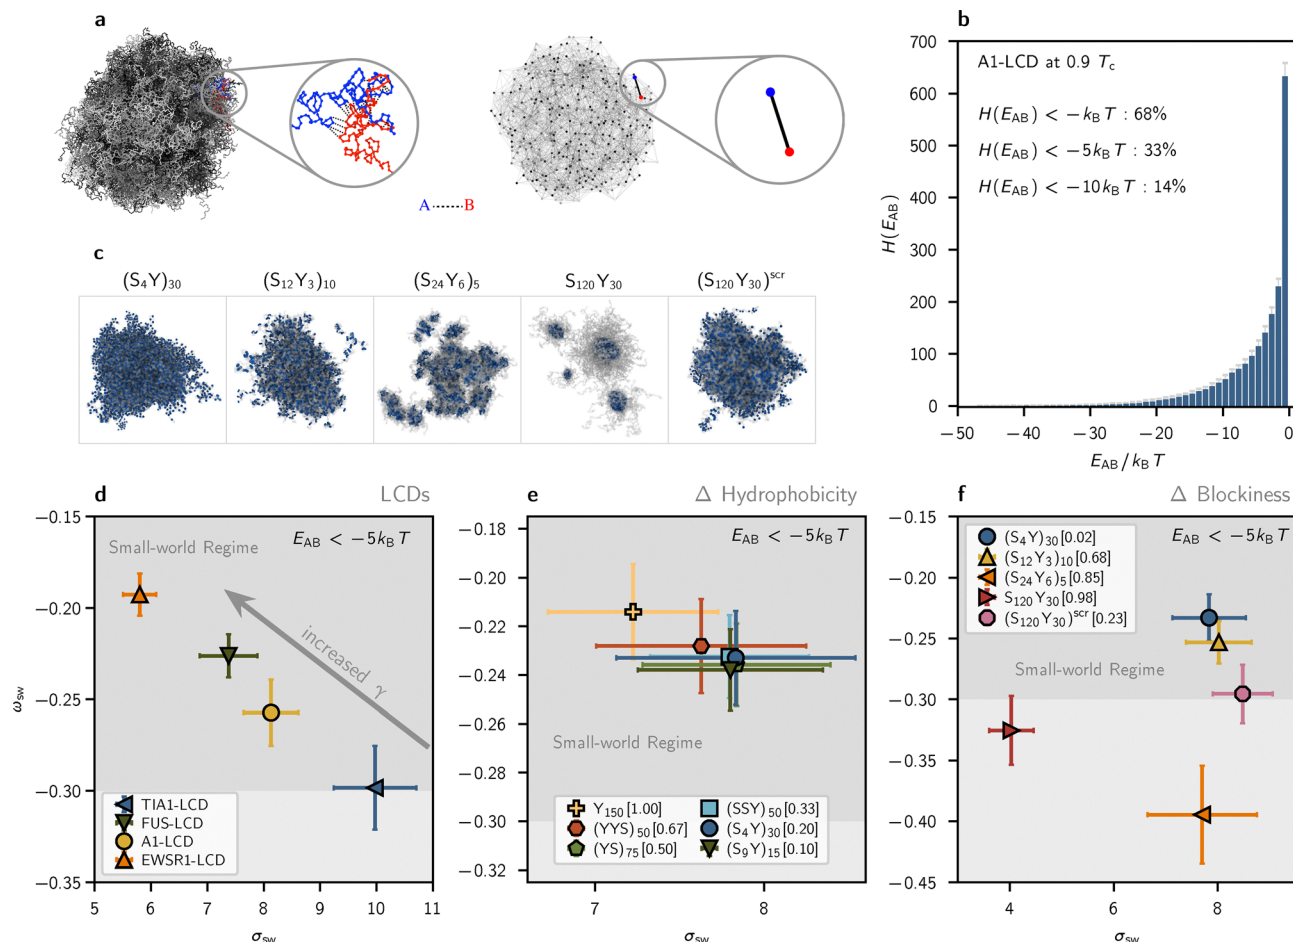 a
A B
b
700
600
500
400
300
200
100
0
H(E_AB)
A1-LCD at 0.9 T_c
H(E_AB) < −k_BT : 68%
H(E_AB) < −5k_BT : 33%
H(E_AB) < −10k_BT : 14%
−50 −40 −30 −20 −10 0
E_AB/k_BT
c
(S₄Y)₃₀ (S₁₂Y₃)₁₀ (S₂₄Y₆)₅ S₁₂₀Y₃₀ (S₁₂₀Y₃₀)^scr
d LCDs
−0.15
−0.20
−0.25
−0.30
−0.35
ω_sw
E_AB < −5k_BT
Small-world Regime
increased γ
TIA1-LCD
FUS-LCD
A1-LCD
EWSR1-LCD
5 6 7 8 9 10 11
σ_sw
e Δ Hydrophobicity
−0.18
−0.20
−0.22
−0.24
−0.26
−0.28
−0.30
−0.32
E_AB < −5k_BT
Small-world Regime
Y₁₅₀[1.00] (SSY)₅₀[0.33]
(YYS)₅₀[0.67] (S₄Y)₃₀[0.20]
(YS)₇₅[0.50] (S₉Y)₁₅[0.10]
7 8
σ_sw
f Δ Blockiness
−0.15
−0.20
−0.25
−0.30
−0.35
−0.40
−0.45
(S₄Y)₃₀[0.02]
(S₁₂Y₃)₁₀[0.68]
(S₂₄Y₆)₅[0.85]
S₁₂₀Y₃₀[0.98]
(S₁₂₀Y₃₀)^scr[0.23]
E_AB < −5k_BT
Small-world Regime
4 6 8
σ_sw